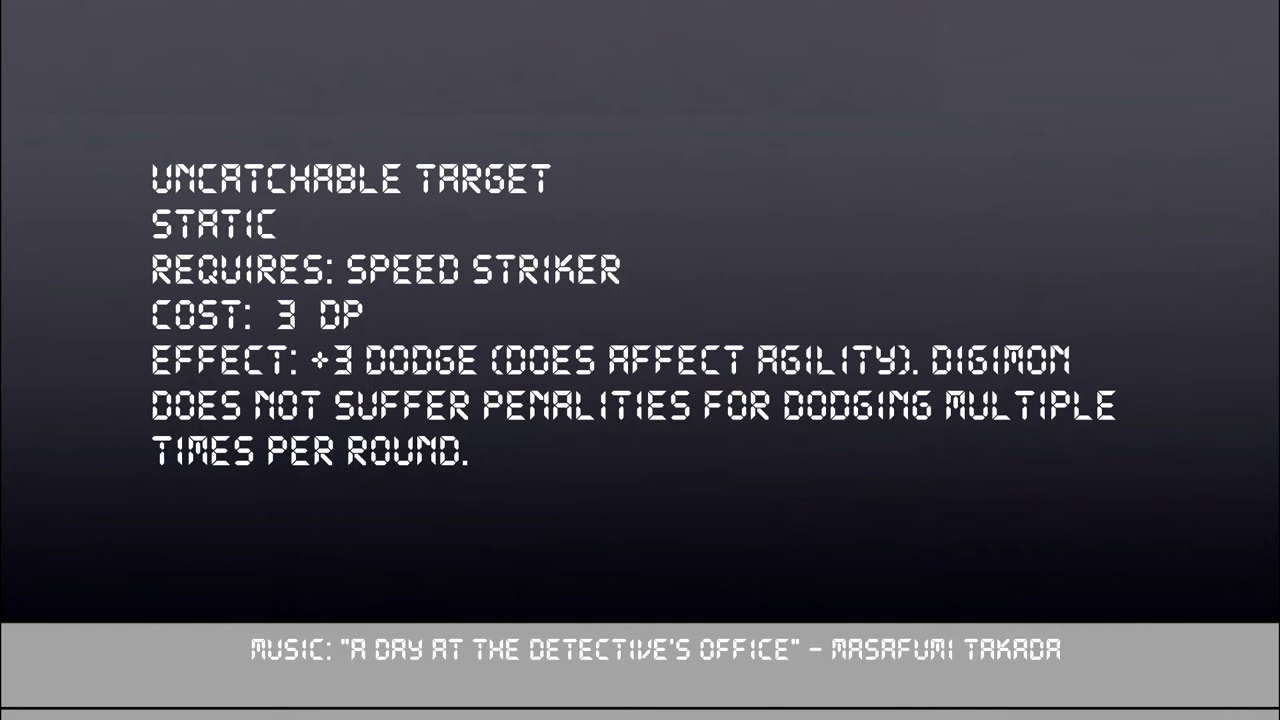 UNCATCHABLE TARGET
STATIC
REQUIRES: SPEED STRIKER
COST: 3 DP
EFFECT: +3 DODGE (DOES AFFECT AGILITY). DIGIMON
DOES NOT SUFFER PENALITIES FOR DODGING MULTIPLE
TIMES PER ROUND.
MUSIC: "A DAY AT THE DETECTIVE'S OFFICE" - MASAFUMI TAKADA